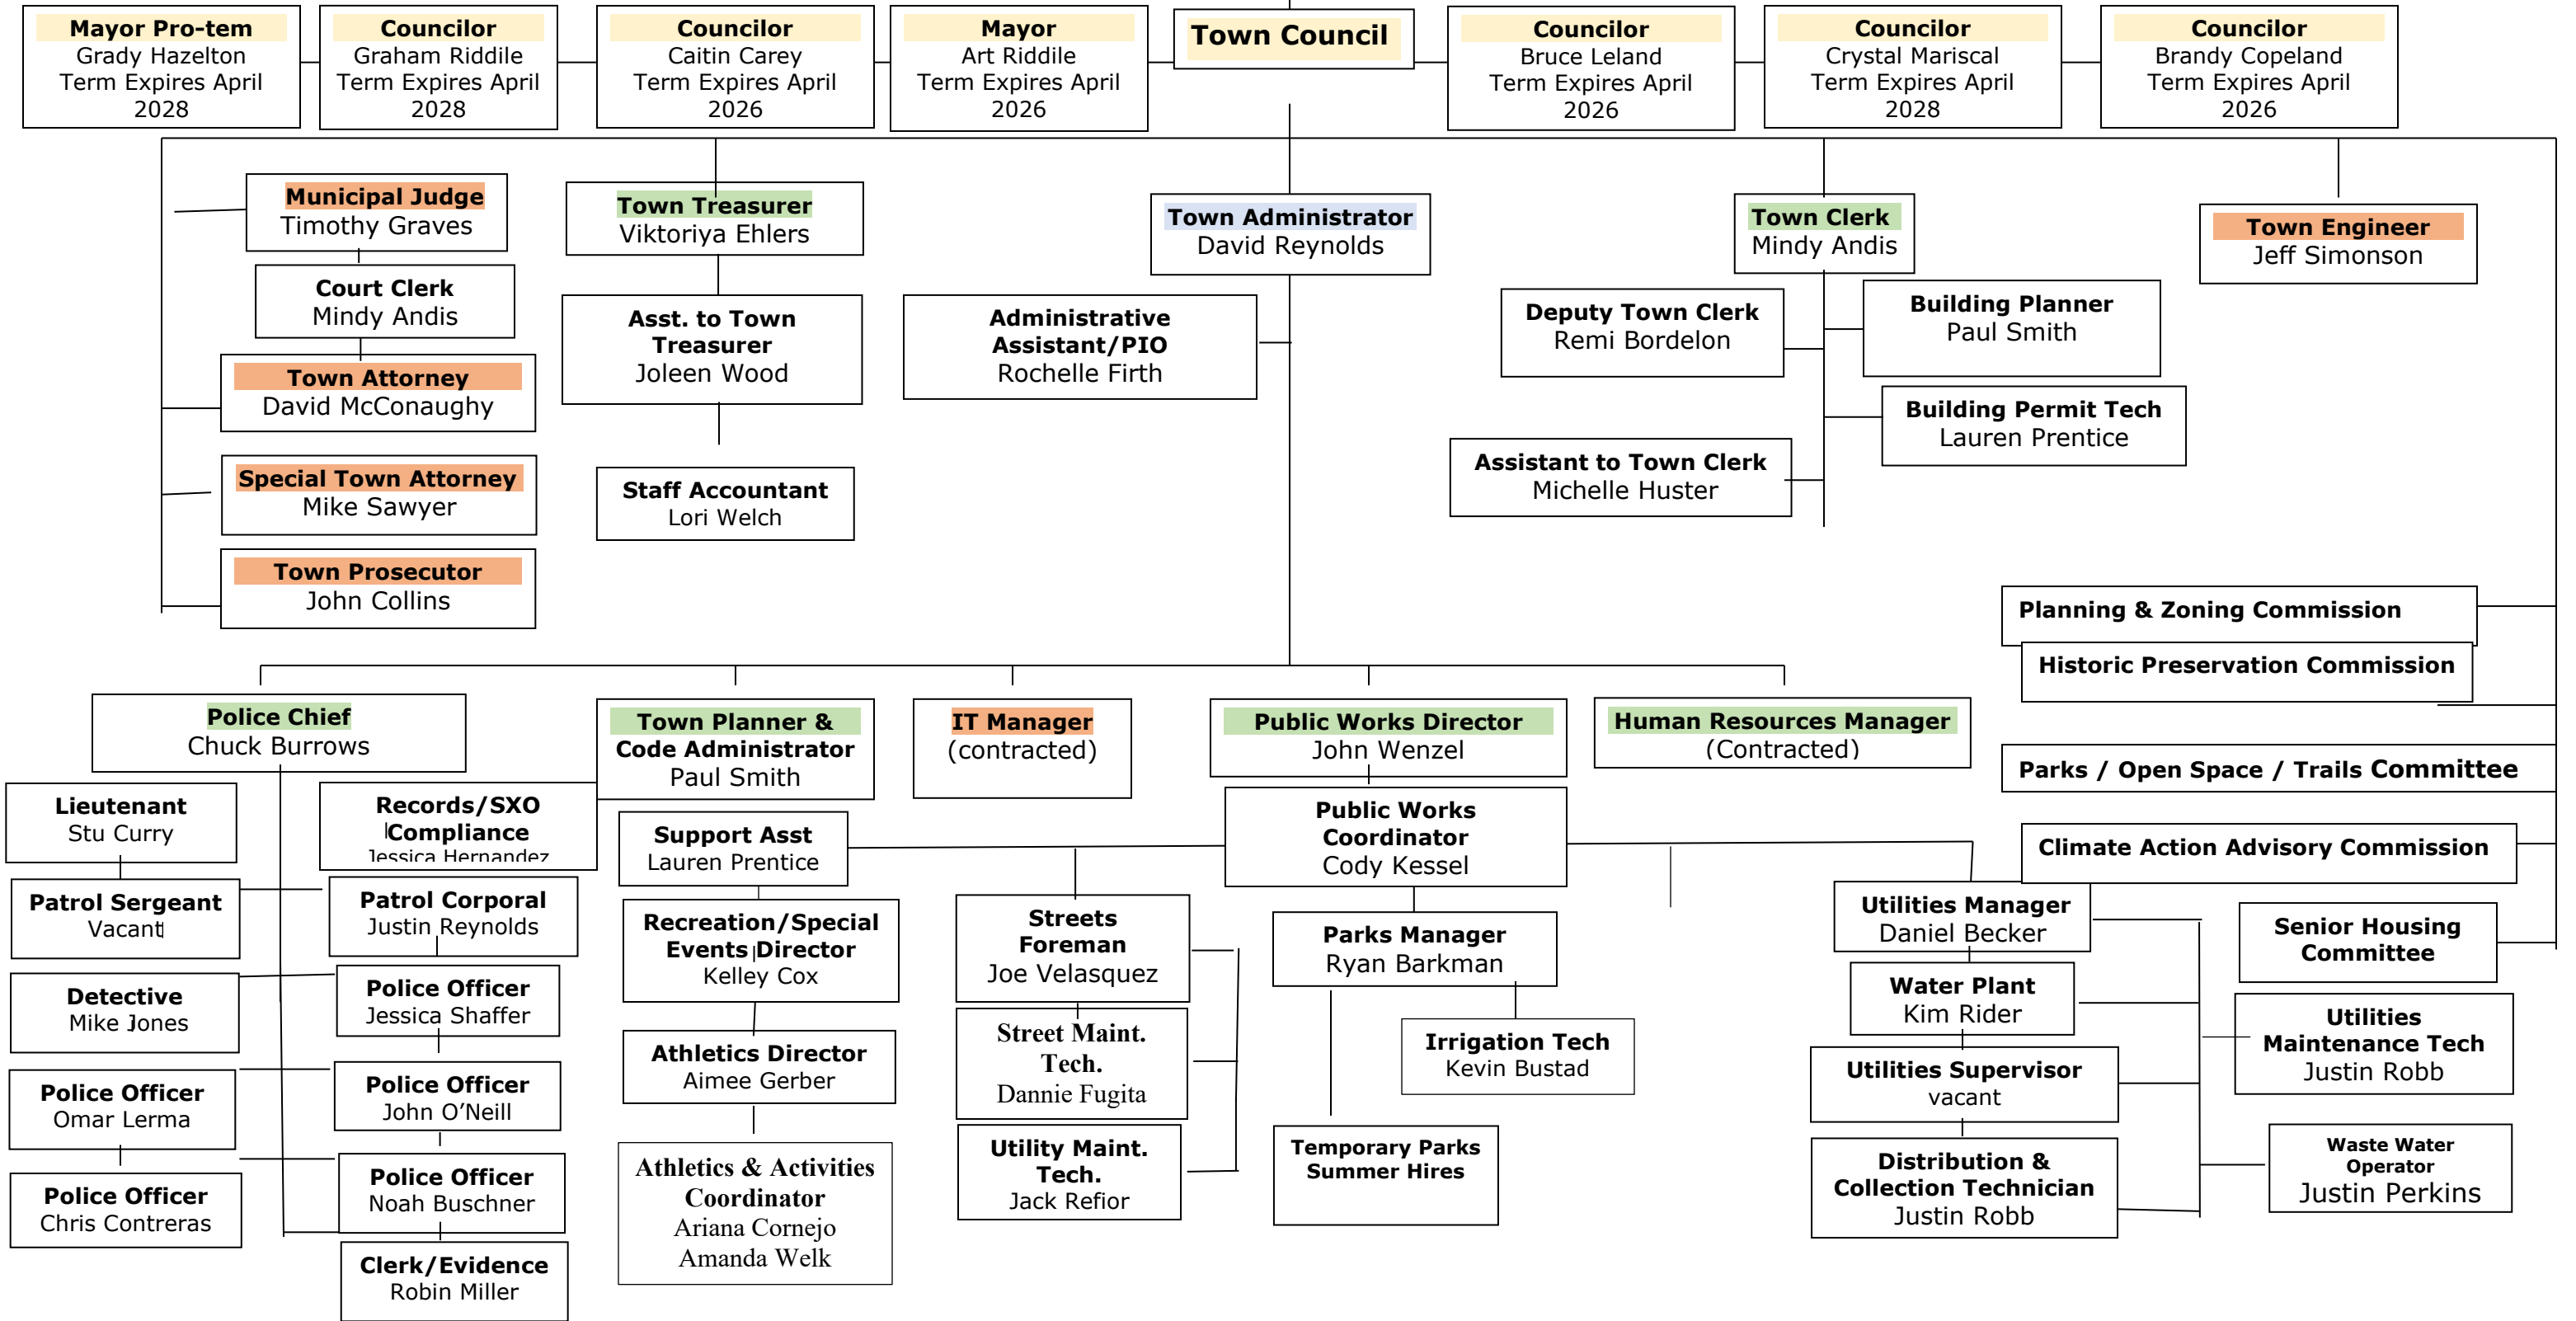 Mayor Pro-tem
Grady Hazelton
Term Expires April
2028
Councilor
Graham Riddile
Term Expires April
2028
Councilor
Caitin Carey
Term Expires April
2026
Mayor
Art Riddile
Term Expires April
2026
Town Council
Councilor
Bruce Leland
Term Expires April
2026
Councilor
Crystal Mariscal
Term Expires April
2028
Councilor
Brandy Copeland
Term Expires April
2026
Municipal Judge
Timothy Graves
Court Clerk
Mindy Andis
Town Attorney
David McConaughy
Special Town Attorney
Mike Sawyer
Town Prosecutor
John Collins
Town Treasurer
Viktoriya Ehlers
Asst. to Town
Treasurer
Joleen Wood
Staff Accountant
Lori Welch
Town Administrator
David Reynolds
Administrative
Assistant/PIO
Rochelle Firth
Town Clerk
Mindy Andis
Deputy Town Clerk
Remi Bordelon
Building Planner
Paul Smith
Building Permit Tech
Lauren Prentice
Assistant to Town Clerk
Michelle Huster
Town Engineer
Jeff Simonson
Planning & Zoning Commission
Historic Preservation Commission
Parks / Open Space / Trails Committee
Climate Action Advisory Commission
Senior Housing
Committee
Police Chief
Chuck Burrows
Lieutenant
Stu Curry
Records/SXO
Compliance
Jessica Hernandez
Patrol Sergeant
Vacant
Patrol Corporal
Justin Reynolds
Detective
Mike Jones
Police Officer
Jessica Shaffer
Police Officer
Omar Lerma
Police Officer
John O’Neill
Police Officer
Chris Contreras
Police Officer
Noah Buschner
Clerk/Evidence
Robin Miller
Town Planner &
Code Administrator
Paul Smith
Support Asst
Lauren Prentice
Recreation/Special
Events Director
Kelley Cox
Athletics Director
Aimee Gerber
Athletics & Activities
Coordinator
Ariana Cornejo
Amanda Welk
IT Manager
(contracted)
Public Works Director
John Wenzel
Public Works
Coordinator
Cody Kessel
Streets
Foreman
Joe Velasquez
Street Maint.
Tech.
Dannie Fugita
Utility Maint.
Tech.
Jack Refior
Parks Manager
Ryan Barkman
Irrigation Tech
Kevin Bustad
Temporary Parks
Summer Hires
Human Resources Manager
(Contracted)
Utilities Manager
Daniel Becker
Water Plant
Kim Rider
Utilities Supervisor
vacant
Distribution &
Collection Technician
Justin Robb
Utilities
Maintenance Tech
Justin Robb
Waste Water
Operator
Justin Perkins